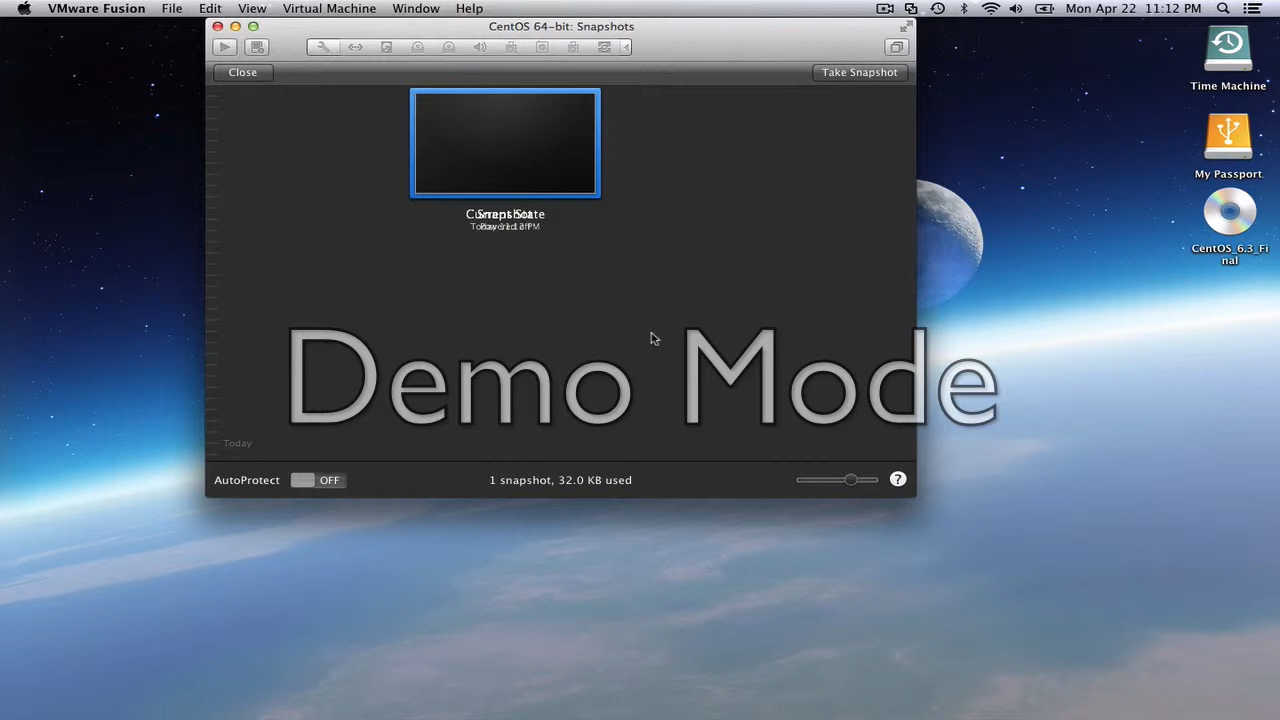 VMware Fusion File Edit View Virtual Machine Window Help Mon Apr 22 11:12 PM
CentOS 64-bit: Snapshots
Close Take Snapshot
Time Machine
My Passport
CentOS_6.3_Fi
nal
Demo Mode
Today
AutoProtect OFF 1 snapshot, 32.0 KB used ?